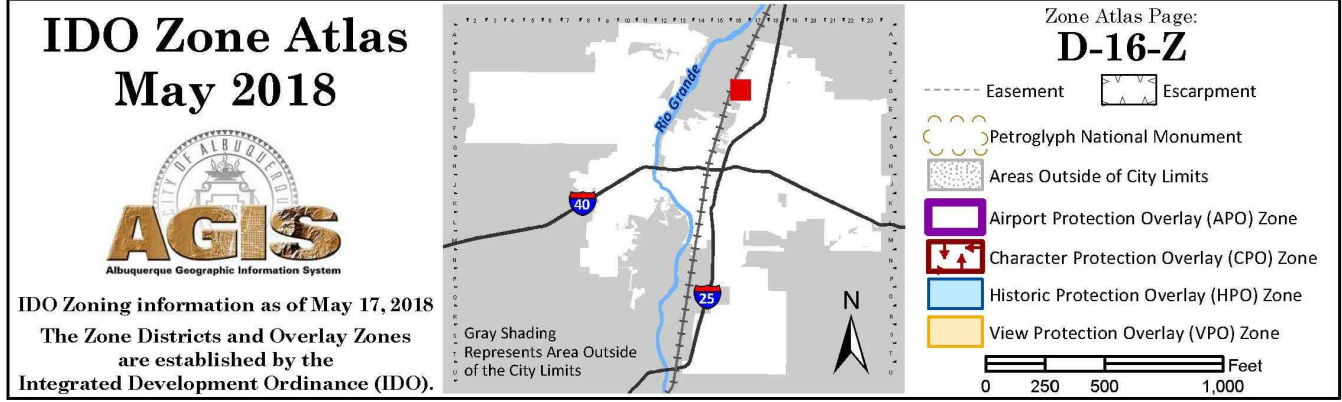 IDO Zone Atlas
May 2018
CITY OF ALBUQUERQUE
AGIS
Albuquerque Geographic Information System
IDO Zoning information as of May 17, 2018
The Zone Districts and Overlay Zones
are established by the
Integrated Development Ordinance (IDO).
Rio Grande
40
25
N
Gray Shading
Represents Area Outside
of the City Limits
Zone Atlas Page:
D-16-Z
Easement
Escarpment
Petroglyph National Monument
Areas Outside of City Limits
Airport Protection Overlay (APO) Zone
Character Protection Overlay (CPO) Zone
Historic Protection Overlay (HPO) Zone
View Protection Overlay (VPO) Zone
Feet
0 250 500 1,000